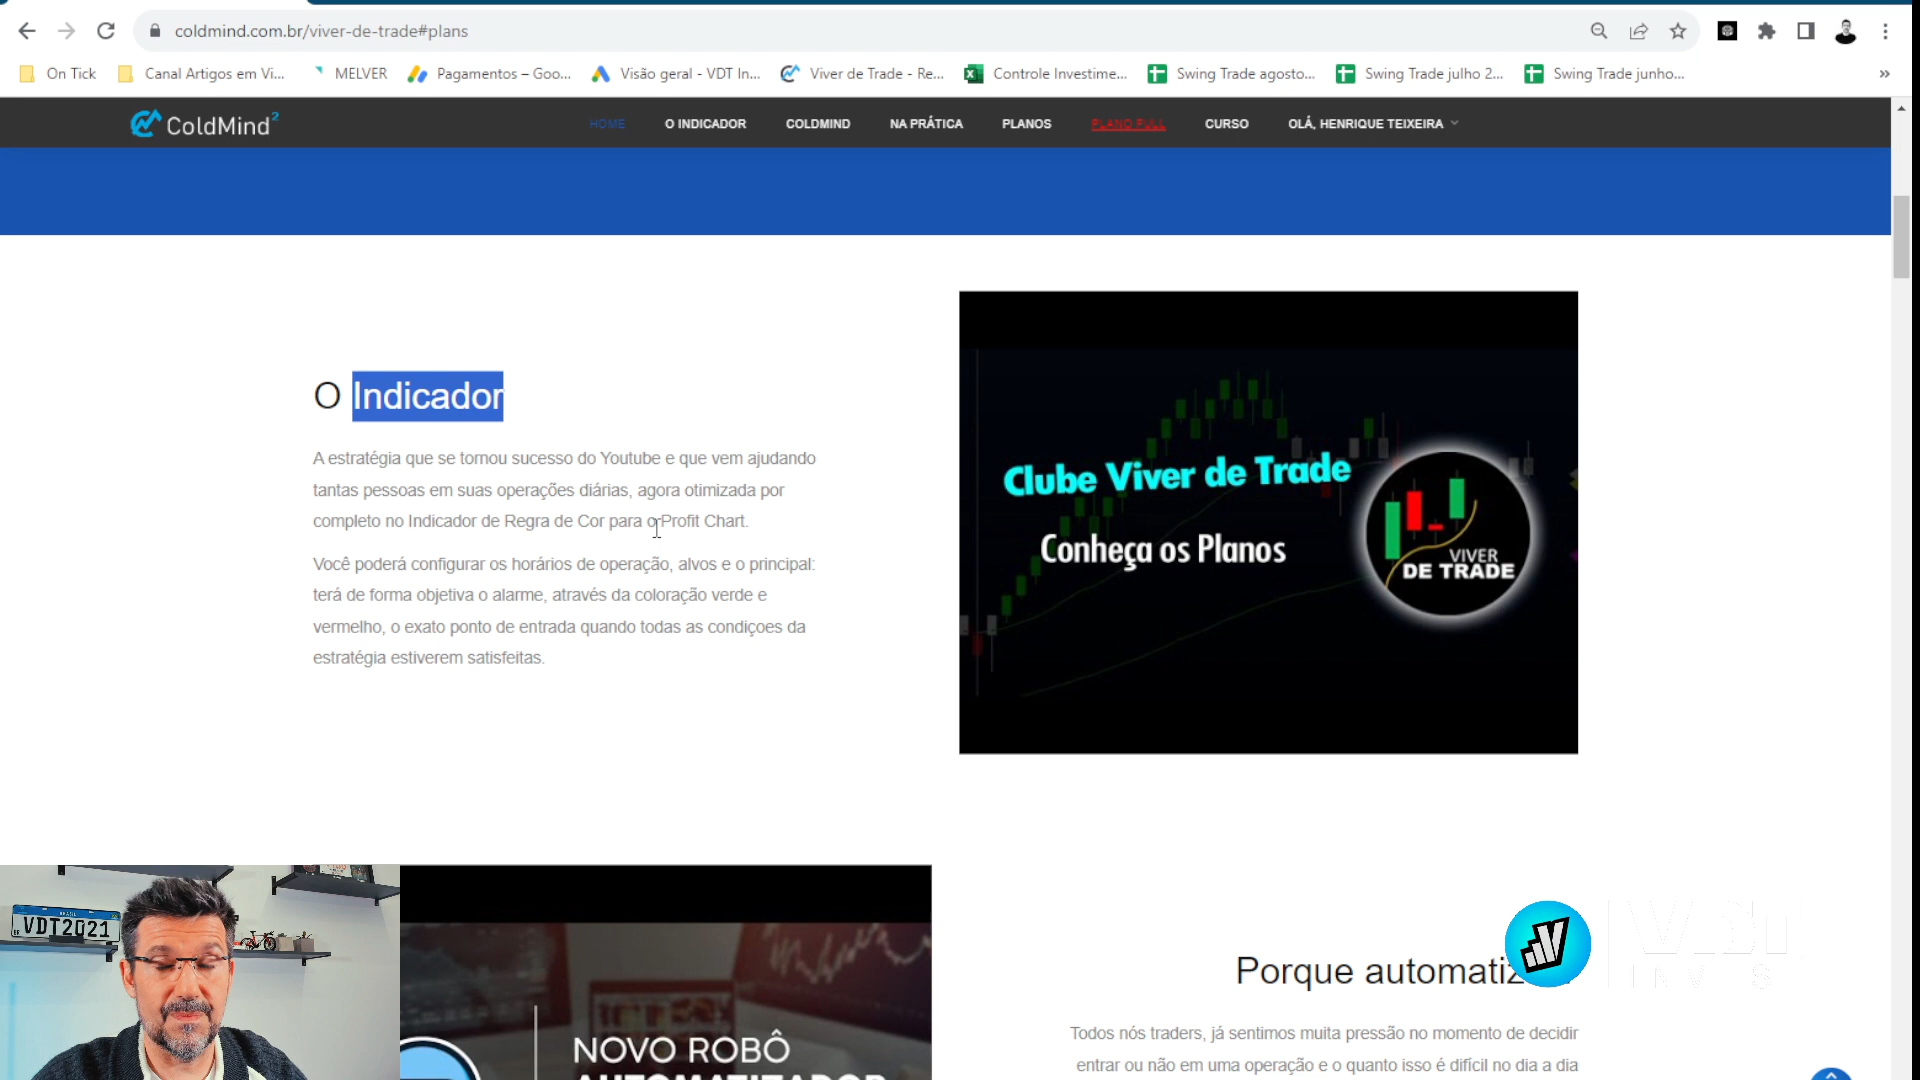 coldmind.com.br/viver-de-trade#plans
On Tick
Canal Artigos em Vi...
MELVER
Pagamentos – Goo...
Visão geral - VDT In...
Viver de Trade - Re...
Controle Investime...
Swing Trade agosto...
Swing Trade julho 2...
Swing Trade junho...
»
ColdMind²
HOME
O INDICADOR
COLDMIND
NA PRÁTICA
PLANOS
PLANO FULL
CURSO
OLÁ, HENRIQUE TEIXEIRA
O Indicador
A estratégia que se tornou sucesso do Youtube e que vem ajudando
tantas pessoas em suas operações diárias, agora otimizada por
completo no Indicador de Regra de Cor para o Profit Chart.
Você poderá configurar os horários de operação, alvos e o principal:
terá de forma objetiva o alarme, através da coloração verde e
vermelho, o exato ponto de entrada quando todas as condiçoes da
estratégia estiverem satisfeitas.
Clube Viver de Trade
Conheça os Planos
VIVER
DE TRADE
BRASIL
VDT2021
NOVO ROBÔ
AUTOMATIZADOR
VDT
INVEST
Todos nós traders, já sentimos muita pressão no momento de decidir
entrar ou não em uma operação e o quanto isso é difícil no dia a dia